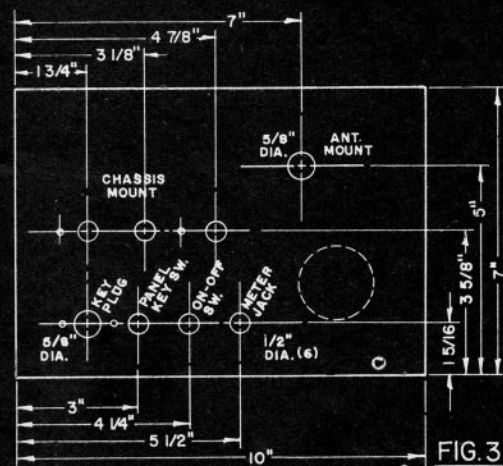 7"
4 7/8"
3 1/8"
1 3/4"
5/8"
DIA.
ANT.
MOUNT
CHASSIS
MOUNT
KEY
PLUG
PANEL
KEY SW.
ON-OFF
SW.
METER
JACK
5/8"
DIA.
1/2"
DIA. (6)
1 5/16
3 5/8"
5"
7"
3"
4 1/4"
5 1/2"
10"
FIG. 3